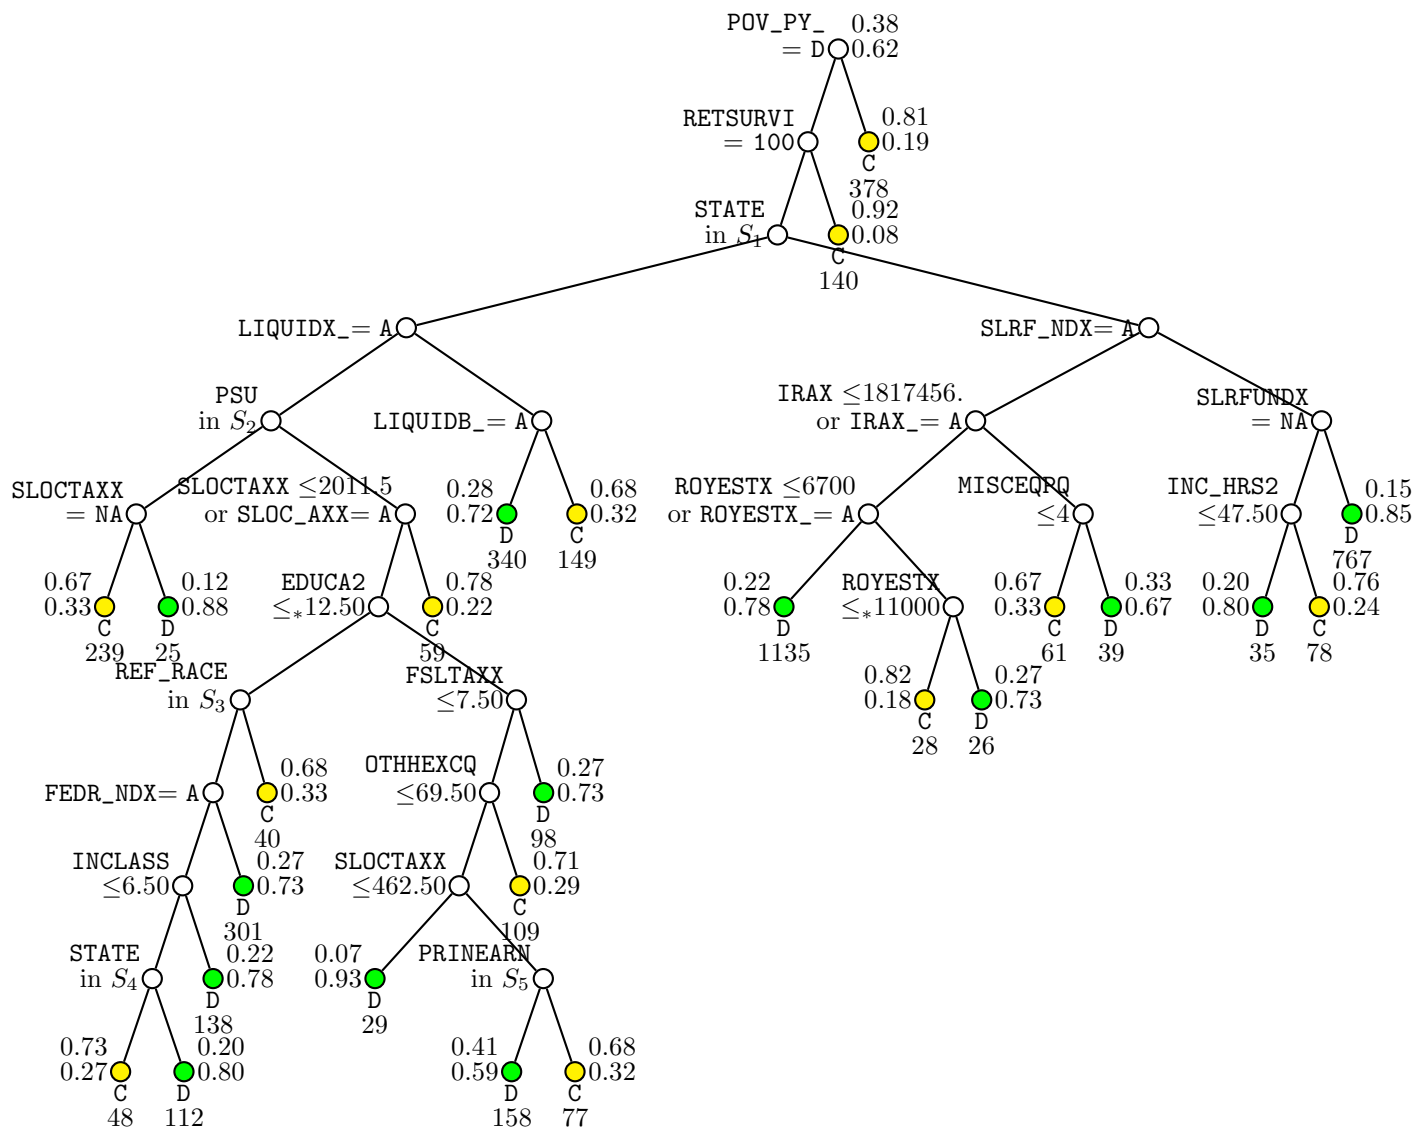 POV_PY_ 0.38
= D 0.62
RETSURVI 0.81
= 100 0.19
C
378
STATE 0.92
in S1 0.08
C
140
LIQUIDX_= A SLRF_NDX= A
PSU IRAX ≤1817456. SLRFUNDX
in S2 LIQUIDB_= A or IRAX_= A = NA
SLOCTAXX SLOCTAXX ≤2011.5 0.28 0.68 ROYESTX ≤6700 MISCEQPQ INC_HRS2 0.15
= NA or SLOC_AXX= A 0.72 0.32 or ROYESTX_= A ≤4 ≤47.50 0.85
D C D
340 149 767
0.67 0.12 EDUCA2 0.78 0.22 ROYESTX 0.67 0.33 0.20 0.76
0.33 0.88 ≤*12.50 0.22 0.78 ≤*11000 0.33 0.67 0.80 0.24
C D C D C D D C
239 25 59 1135 61 39 35 78
REF_RACE FSLTAXX 0.82 0.27
in S3 ≤7.50 0.18 0.73
C D
28 26
0.68 OTHHEXCQ 0.27
FEDR_NDX= A 0.33 ≤69.50 0.73
C D
40 98
INCLASS 0.27 SLOCTAXX 0.71
≤6.50 0.73 ≤462.50 0.29
D C
301 109
STATE 0.22 0.07 PRINEARN
in S4 0.78 0.93 in S5
D D
138 29
0.73 0.20 0.41 0.68
0.27 0.80 0.59 0.32
C D D C
48 112 158 77